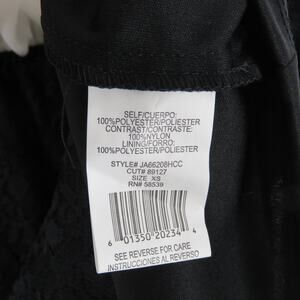 SELF/CUERPO:
100%POLYESTER/POLIESTER
CONTRAST/CONTRASTE:
100%NYLON
LINING/FORRO:
100%POLYESTER/POLIESTER
STYLE# JA66208HCC
CUT# 89127
SIZE XS
RN# 58539
6 01350 20234 4
SEE REVERSE FOR CARE
INSTRUCCIONES AL REVERSO